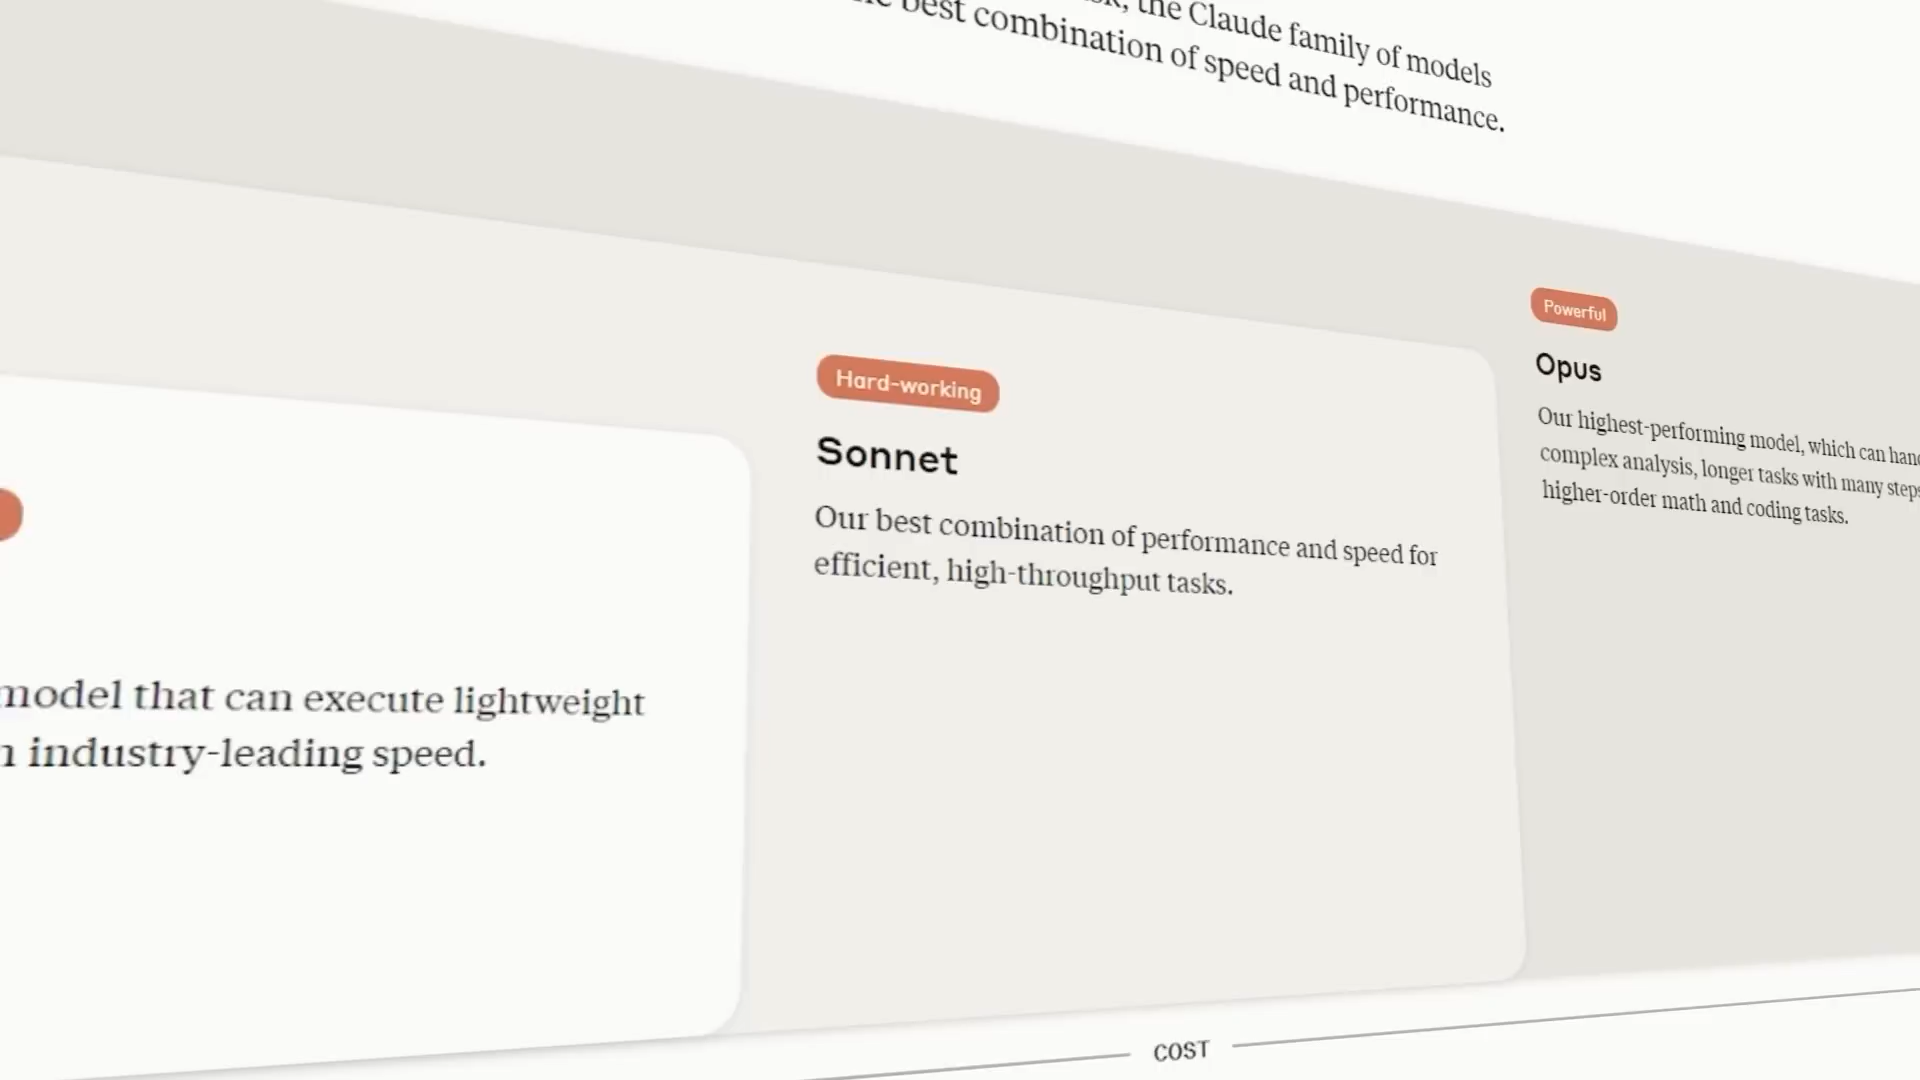 the Claude family of models
best combination of speed and performance.
model that can execute lightweight
industry-leading speed.
Hard-working
Sonnet
Our best combination of performance and speed for
efficient, high-throughput tasks.
Powerful
Opus
Our highest-performing model, which can
complex analysis, longer tasks with many steps
higher-order math and coding tasks.
COST